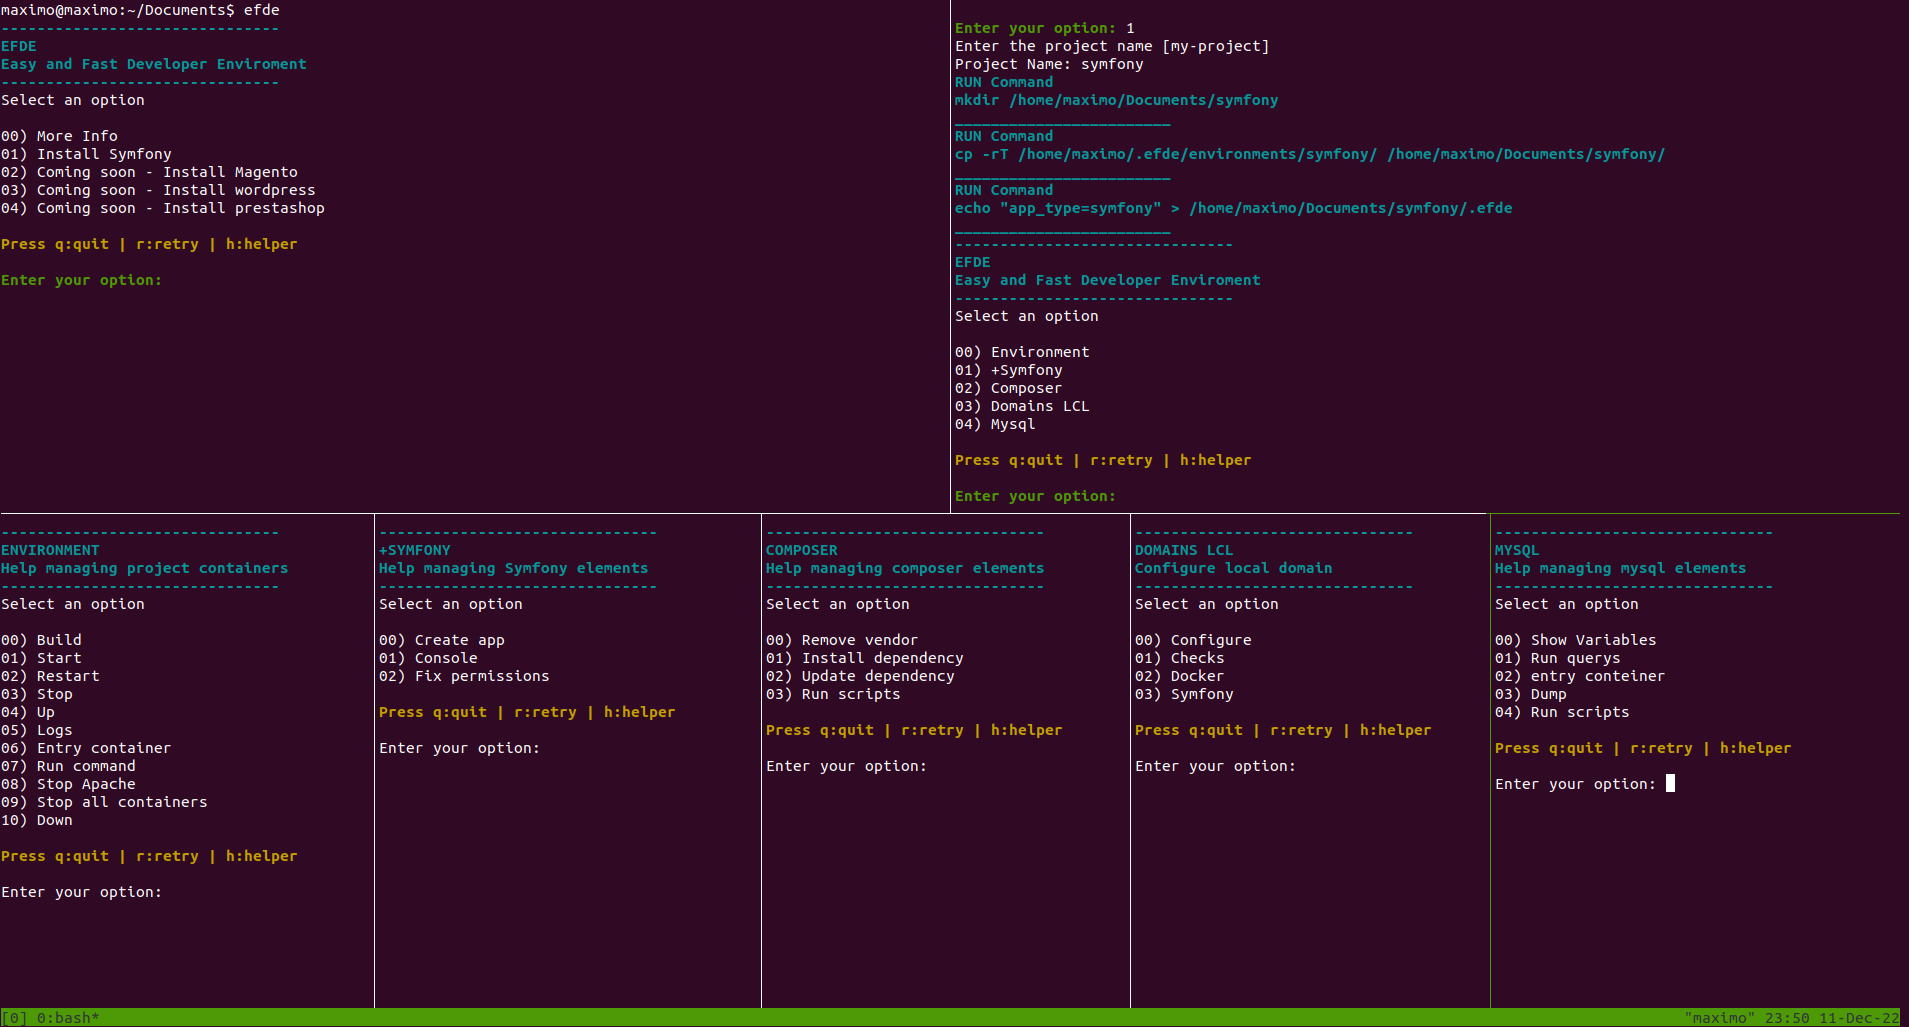 maximo@maximo:~/Documents$ efde
-------------------------------
EFDE
Easy and Fast Developer Enviroment
-------------------------------
Select an option
00) More Info
01) Install Symfony
02) Coming soon - Install Magento
03) Coming soon - Install wordpress
04) Coming soon - Install prestashop
Press q:quit | r:retry | h:helper
Enter your option:
Enter your option: 1
Enter the project name [my-project]
Project Name: symfony
RUN Command
mkdir /home/maximo/Documents/symfony
________________________
RUN Command
cp -rT /home/maximo/.efde/environments/symfony/ /home/maximo/Documents/symfony/
________________________
RUN Command
echo "app_type=symfony" > /home/maximo/Documents/symfony/.efde
________________________
-------------------------------
EFDE
Easy and Fast Developer Enviroment
-------------------------------
Select an option
00) Environment
01) +Symfony
02) Composer
03) Domains LCL
04) Mysql
Press q:quit | r:retry | h:helper
Enter your option:
-------------------------------
ENVIRONMENT
Help managing project containers
-------------------------------
Select an option
00) Build
01) Start
02) Restart
03) Stop
04) Up
05) Logs
06) Entry container
07) Run command
08) Stop Apache
09) Stop all containers
10) Down
Press q:quit | r:retry | h:helper
Enter your option:
-------------------------------
+SYMFONY
Help managing Symfony elements
-------------------------------
Select an option
00) Create app
01) Console
02) Fix permissions
Press q:quit | r:retry | h:helper
Enter your option:
-------------------------------
COMPOSER
Help managing composer elements
-------------------------------
Select an option
00) Remove vendor
01) Install dependency
02) Update dependency
03) Run scripts
Press q:quit | r:retry | h:helper
Enter your option:
-------------------------------
DOMAINS LCL
Configure local domain
-------------------------------
Select an option
00) Configure
01) Checks
02) Docker
03) Symfony
Press q:quit | r:retry | h:helper
Enter your option:
-------------------------------
MYSQL
Help managing mysql elements
-------------------------------
Select an option
00) Show Variables
01) Run querys
02) entry conteiner
03) Dump
04) Run scripts
Press q:quit | r:retry | h:helper
Enter your option:
[0] 0:bash* "maximo" 23:50 11-Dec-22